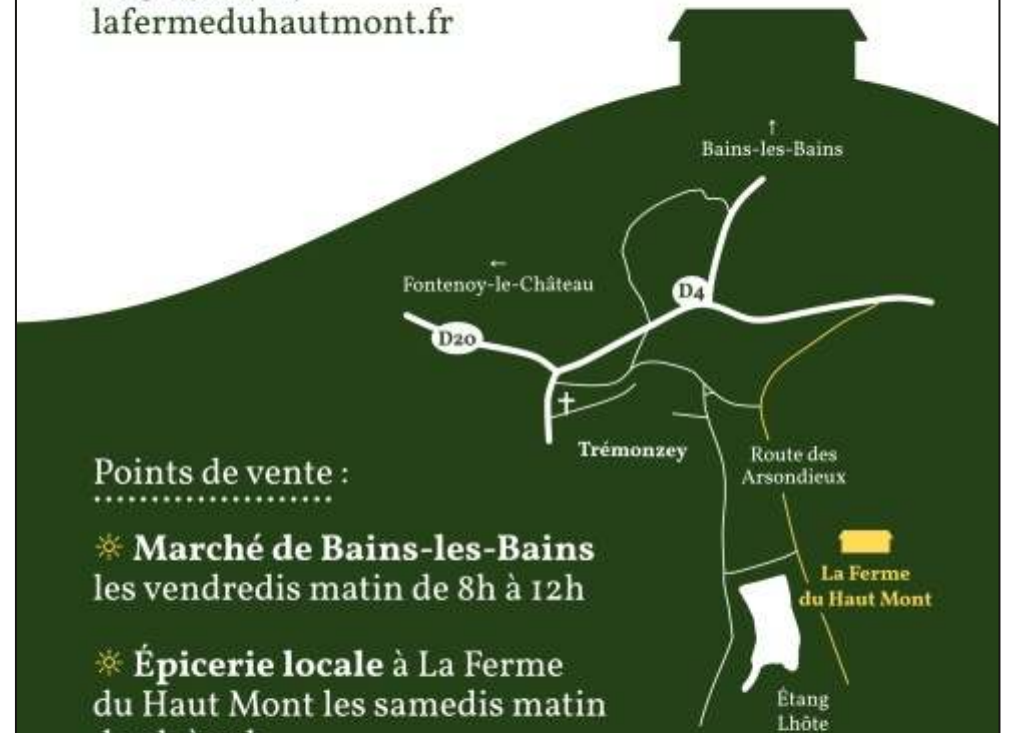 lafermeduhautmont.fr
↑
Bains-les-Bains
←
Fontenoy-le-Château
D4
D20
Trémonzey
Route des
Arsondieux
La Ferme
du Haut Mont
Étang
Lhôte
Points de vente :
Marché de Bains-les-Bains
les vendredis matin de 8h à 12h
Épicerie locale à La Ferme
du Haut Mont les samedis matin